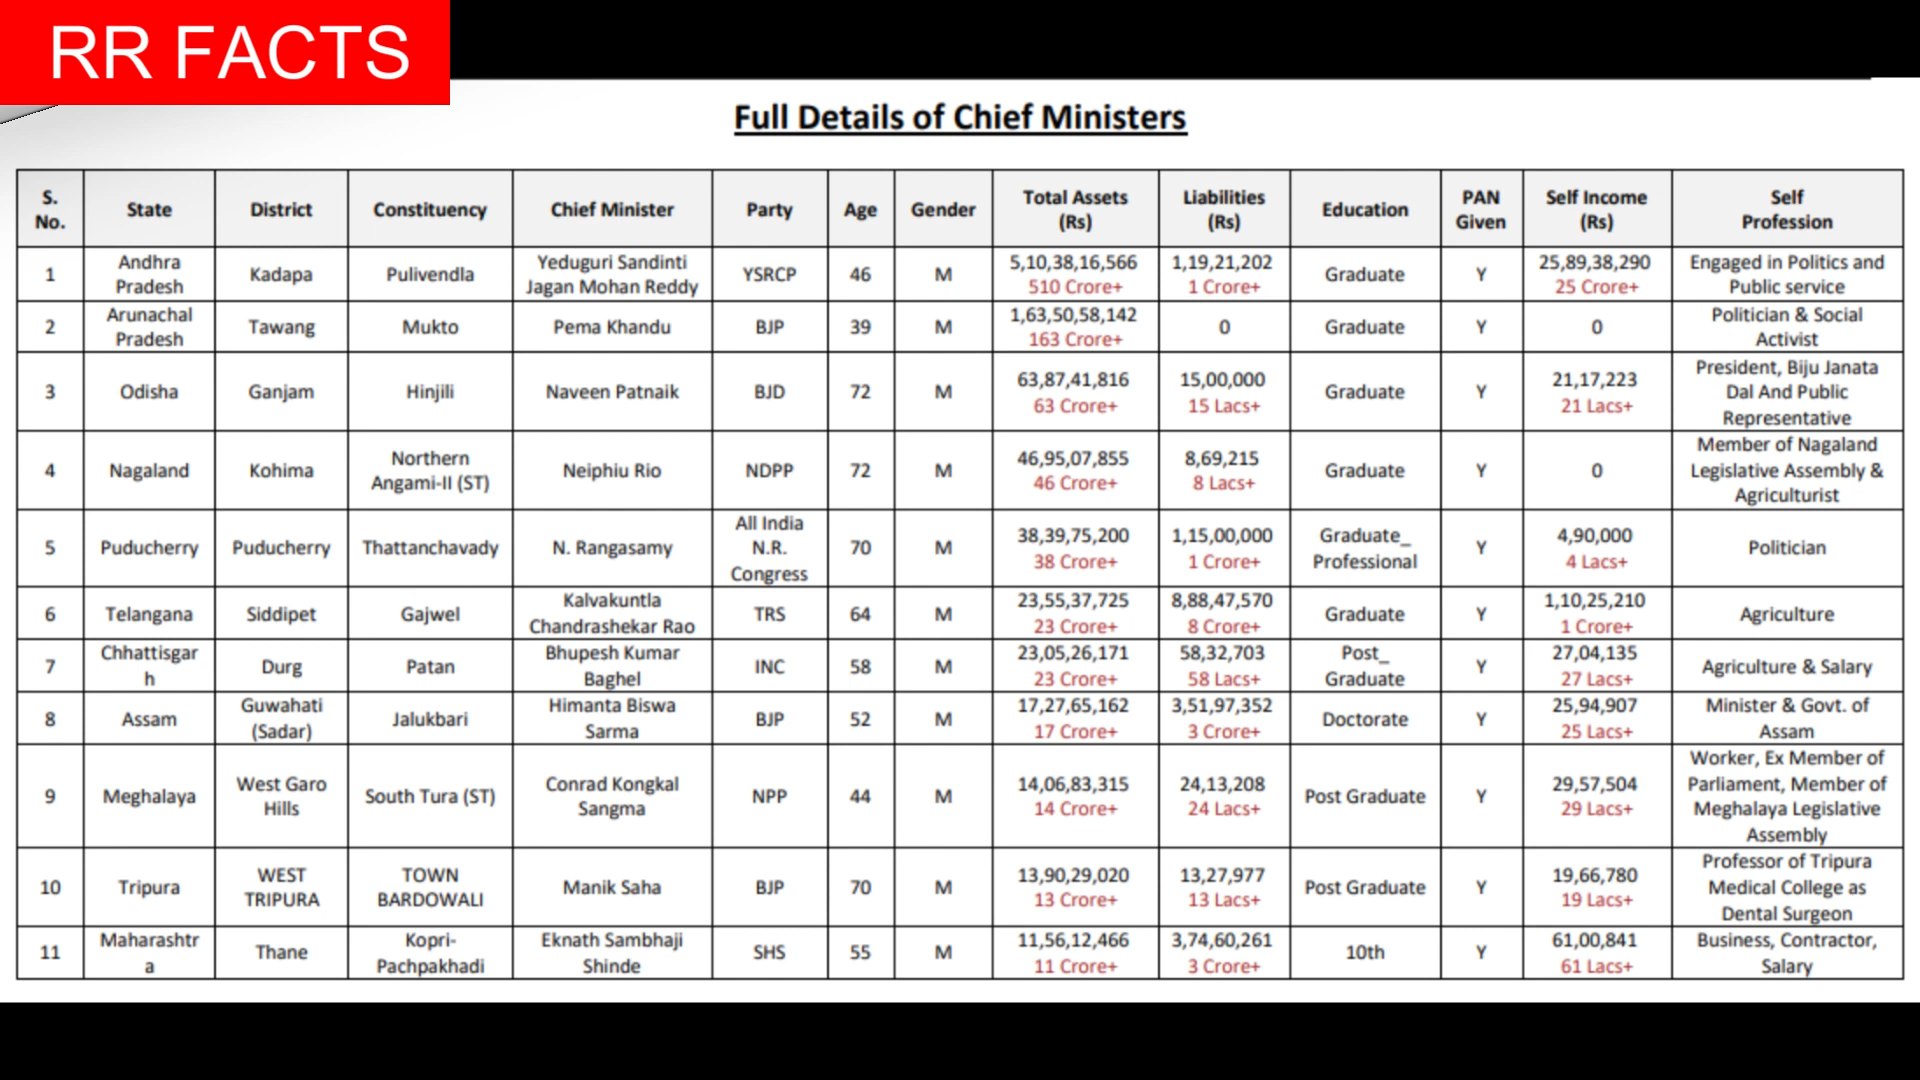 RR FACTS
Full Details of Chief Ministers
S. No. State District Constituency Chief Minister Party Age Gender Total Assets (Rs) Liabilities (Rs) Education PAN Given Self Income (Rs) Self Profession
1 Andhra Pradesh Kadapa Pulivendla Yeduguri Sandinti Jagan Mohan Reddy YSRCP 46 M 5,10,38,16,566 510 Crore+ 1,19,21,202 1 Crore+ Graduate Y 25,89,38,290 25 Crore+ Engaged in Politics and Public service
2 Arunachal Pradesh Tawang Mukto Pema Khandu BJP 39 M 1,63,50,58,142 163 Crore+ 0 Graduate Y 0 Politician & Social Activist
3 Odisha Ganjam Hinjili Naveen Patnaik BJD 72 M 63,87,41,816 63 Crore+ 15,00,000 15 Lacs+ Graduate Y 21,17,223 21 Lacs+ President, Biju Janata Dal And Public Representative
4 Nagaland Kohima Northern Angami-II (ST) Neiphiu Rio NDPP 72 M 46,95,07,855 46 Crore+ 8,69,215 8 Lacs+ Graduate Y 0 Member of Nagaland Legislative Assembly & Agriculturist
5 Puducherry Puducherry Thattanchavady N. Rangasamy All India N.R. Congress 70 M 38,39,75,200 38 Crore+ 1,15,00,000 1 Crore+ Graduate_ Professional Y 4,90,000 4 Lacs+ Politician
6 Telangana Siddipet Gajwel Kalvakuntla Chandrashekar Rao TRS 64 M 23,55,37,725 23 Crore+ 8,88,47,570 8 Crore+ Graduate Y 1,10,25,210 1 Crore+ Agriculture
7 Chhattisgar h Durg Patan Bhupesh Kumar Baghel INC 58 M 23,05,26,171 23 Crore+ 58,32,703 58 Lacs+ Post_ Graduate Y 27,04,135 27 Lacs+ Agriculture & Salary
8 Assam Guwahati (Sadar) Jalukbari Himanta Biswa Sarma BJP 52 M 17,27,65,162 17 Crore+ 3,51,97,352 3 Crore+ Doctorate Y 25,94,907 25 Lacs+ Minister & Govt. of Assam
9 Meghalaya West Garo Hills South Tura (ST) Conrad Kongkal Sangma NPP 44 M 14,06,83,315 14 Crore+ 24,13,208 24 Lacs+ Post Graduate Y 29,57,504 29 Lacs+ Worker, Ex Member of Parliament, Member of Meghalaya Legislative Assembly
10 Tripura WEST TRIPURA TOWN BARDOWALI Manik Saha BJP 70 M 13,90,29,020 13 Crore+ 13,27,977 13 Lacs+ Post Graduate Y 19,66,780 19 Lacs+ Professor of Tripura Medical College as Dental Surgeon
11 Maharashtr a Thane Kopri-Pachpakhadi Eknath Sambhaji Shinde SHS 55 M 11,56,12,466 11 Crore+ 3,74,60,261 3 Crore+ 10th Y 61,00,841 61 Lacs+ Business, Contractor, Salary